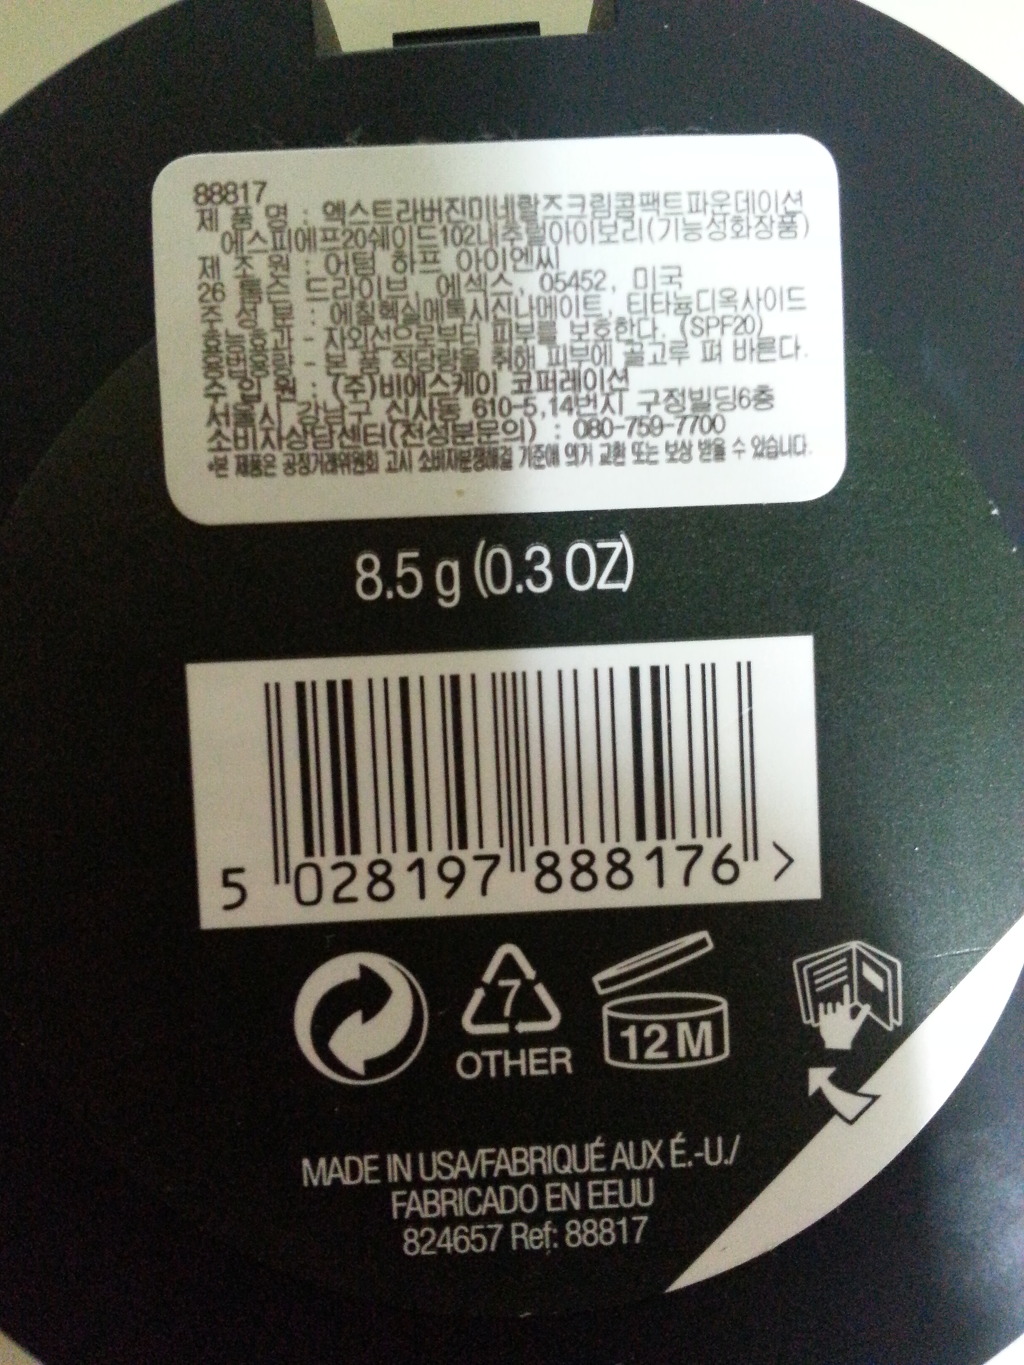 88817
제 품 명 : 엑스트라버진미네랄즈크림콤팩트파운데이션
에스피에프20쉐이드102내추럴아이보리(기능성화장품)
제 조 원 : 어텀 하프 아이엔씨
26 롬슨 드라이브, 에섹스, 05452, 미국
주 성 분 : 에칠헥실메톡시신나메이트, 티타늄디옥사이드
효능효과 - 자외선으로부터 피부를 보호한다. (SPF20)
용법용량 - 본 품 적당량을 취해 피부에 골고루 펴 바른다.
수 입 원 : (주)비에스케이 코퍼레이션
서울시 강남구 신사동 610-5,14번지 구정빌딩6층
소비자상담센터(전성분문의) : 080-759-7700
*본 제품은 공정거래위원회 고시 소비자분쟁해결 기준에 의거 교환 또는 보상 받을 수 있습니다.
8.5 g (0.3 OZ)
5 028197 888176 >
7
OTHER
12 M
MADE IN USA/FABRIQUÉ AUX É.-U./
FABRICADO EN EEUU
824657 Ref: 88817